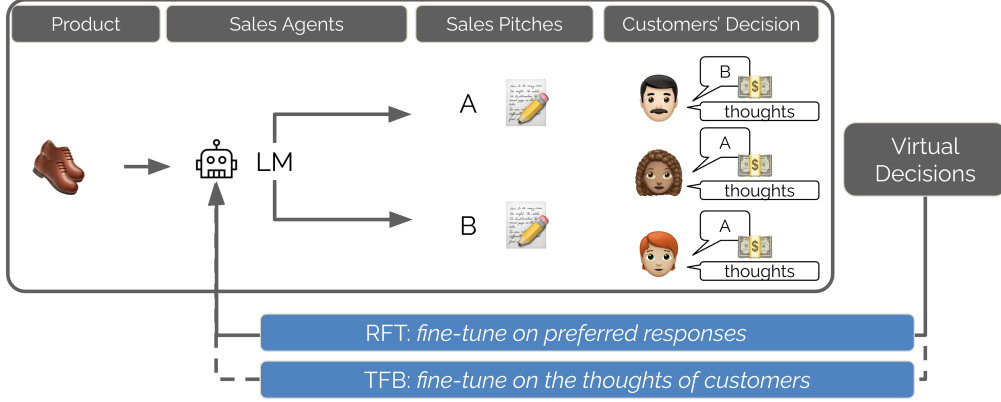 Product
Sales Agents
Sales Pitches
Customers' Decision
LM
A
B
B
thoughts
A
thoughts
A
thoughts
Virtual
Decisions
RFT: fine-tune on preferred responses
TFB: fine-tune on the thoughts of customers